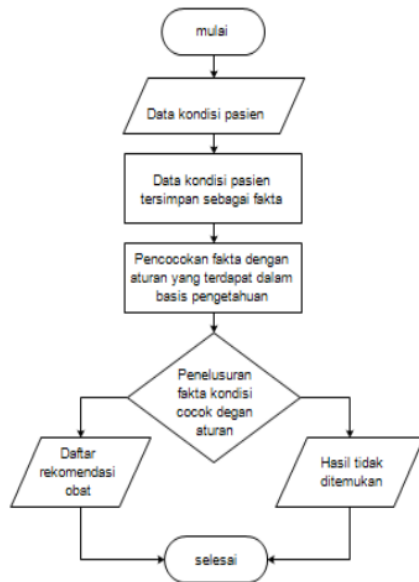 mulai
Data kondisi pasien
Data kondisi pasien
tersimpan sebagai fakta
Pencocokan fakta dengan
aturan yang terdapat dalam
basis pengetahuan
Penelusuran
fakta kondisi
cocok degan
aturan
Daftar
rekomendasi
obat
Hasil tidak
ditemukan
selesai